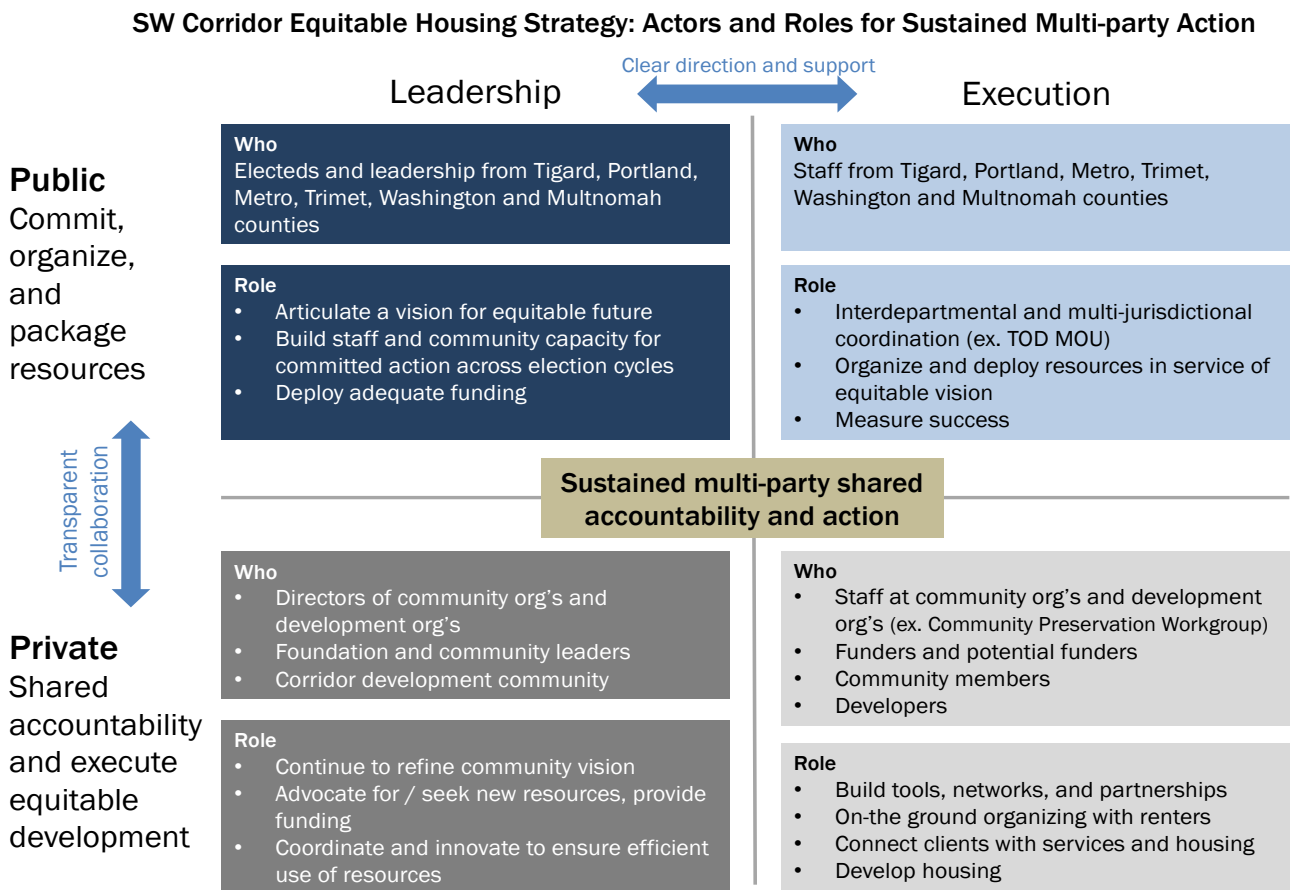 SW Corridor Equitable Housing Strategy: Actors and Roles for Sustained Multi-party Action
Clear direction and support
Leadership
Execution
Public
Commit,
organize,
and
package
resources
Who
Electeds and leadership from Tigard, Portland,
Metro, Trimet, Washington and Multnomah
counties
Who
Staff from Tigard, Portland, Metro, Trimet,
Washington and Multnomah counties
Role
• Articulate a vision for equitable future
• Build staff and community capacity for
committed action across election cycles
• Deploy adequate funding
Role
• Interdepartmental and multi-jurisdictional
coordination (ex. TOD MOU)
• Organize and deploy resources in service of
equitable vision
• Measure success
Transparent
collaboration
Sustained multi-party shared
accountability and action
Private
Shared
accountability
and execute
equitable
development
Who
• Directors of community org's and
development org's
• Foundation and community leaders
• Corridor development community
Who
• Staff at community org's and development
org's (ex. Community Preservation Workgroup)
• Funders and potential funders
• Community members
• Developers
Role
• Continue to refine community vision
• Advocate for / seek new resources, provide
funding
• Coordinate and innovate to ensure efficient
use of resources
Role
• Build tools, networks, and partnerships
• On-the ground organizing with renters
• Connect clients with services and housing
• Develop housing